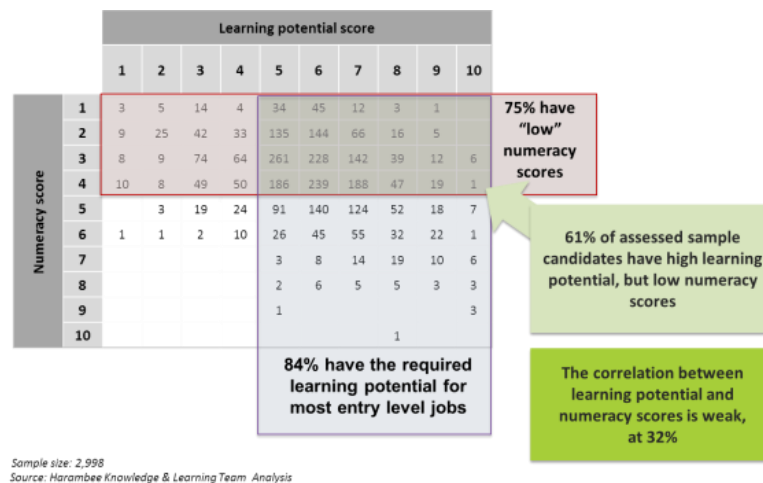 Learning potential score
1 2 3 4 5 6 7 8 9 10
Numeracy score
1 3 5 14 4 34 45 12 3 1
2 9 25 42 33 135 144 66 16 5
3 8 9 74 64 261 228 142 39 12 6
4 10 8 49 50 186 239 188 47 19 1
5 3 19 24 91 140 124 52 18 7
6 1 1 2 10 26 45 55 32 22 1
7 3 8 14 19 10 6
8 2 6 5 5 3 3
9 1 3
10 1
75% have
“low”
numeracy
scores
61% of assessed sample
candidates have high learning
potential, but low numeracy
scores
84% have the required
learning potential for
most entry level jobs
The correlation between
learning potential and
numeracy scores is weak,
at 32%
Sample size: 2,998
Source: Harambee Knowledge & Learning Team Analysis